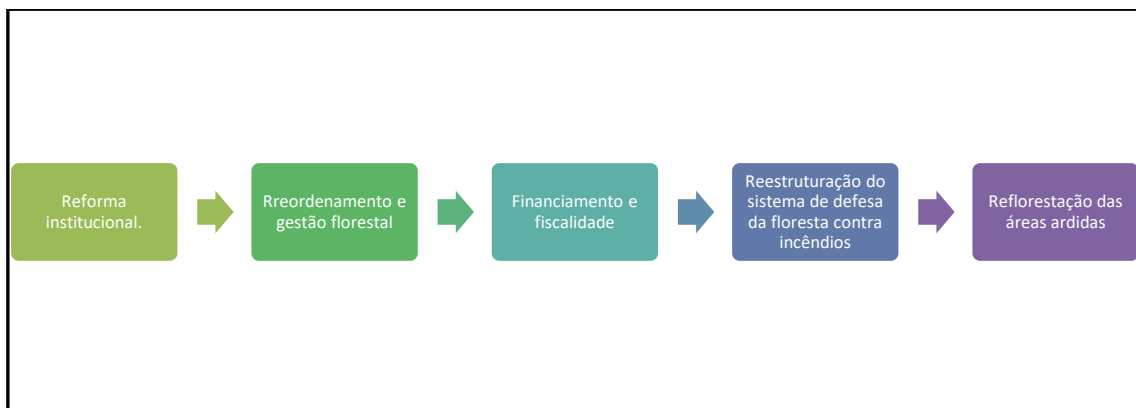 Reforma
institucional.
Rreordenamento e
gestão florestal
Financiamento e
fiscalidade
Reestruturação do
sistema de defesa
da floresta contra
incêndios
Reflorestação das
áreas ardidas